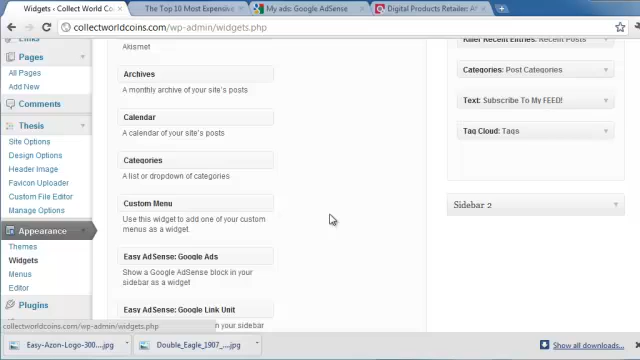 Widgets ‹ Collect World Co
The Top 10 Most Expensive
My ads: Google AdSense
Digital Products Retailer: Af
collectworldcoins.com/wp-admin/widgets.php
Links
Pages
All Pages
Add New
Comments
Thesis
Site Options
Design Options
Header Image
Favicon Uploader
Custom File Editor
Manage Options
Appearance
Themes
Widgets
Menus
Editor
Plugins
Akismet
Archives
A monthly archive of your site's posts
Calendar
A calendar of your site's posts
Categories
A list or dropdown of categories
Custom Menu
Use this widget to add one of your custom
menus as a widget.
Easy AdSense: Google Ads
Show a Google AdSense block in your
sidebar as a widget
Easy AdSense: Google Link Unit
in your sidebar
Killer Recent Entries: Recent Posts
Categories: Post Categories
Text: Subscribe To My FEED!
Tag Cloud: Tags
Sidebar 2
collectworldcoins.com/wp-admin/widgets.php
Easy-Azon-Logo-300....jpg
Double_Eagle_1907_....jpg
Show all downloads...